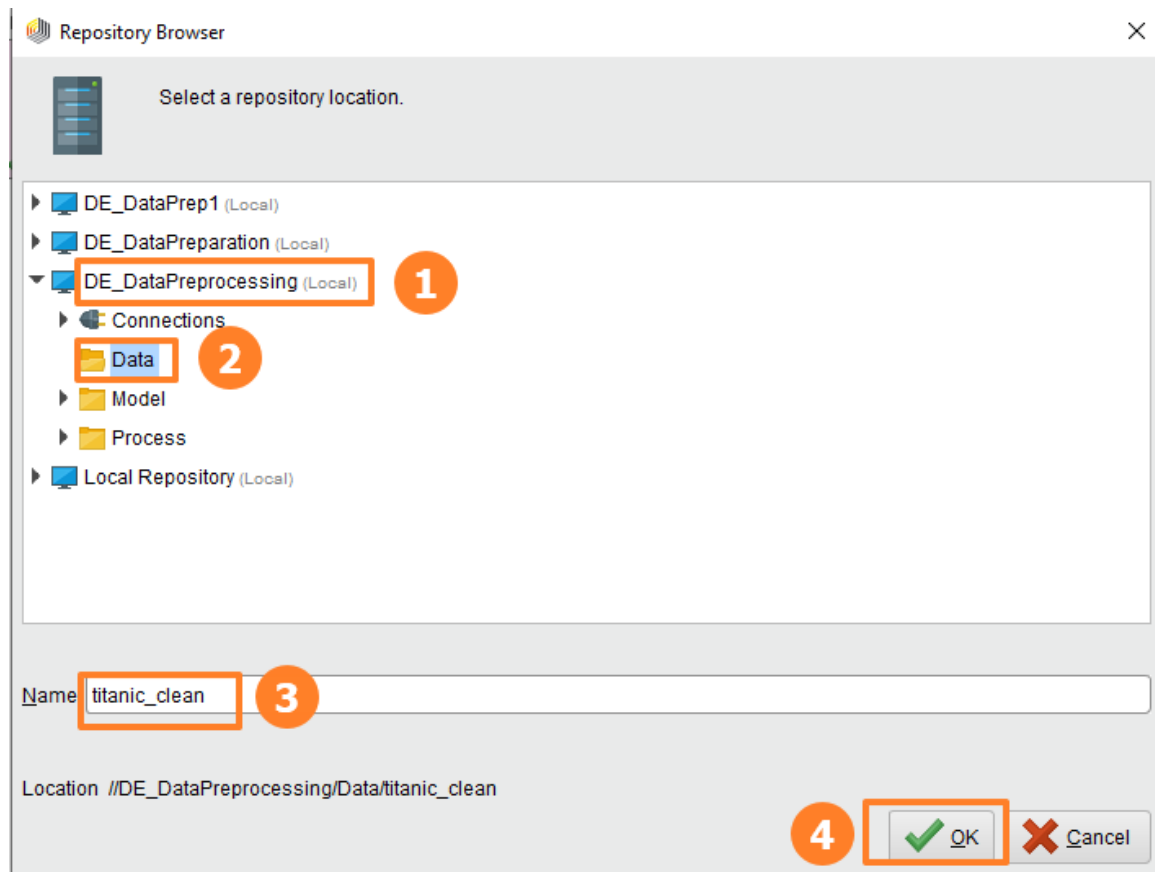 Repository Browser
Select a repository location.
DE_DataPrep1 (Local)
DE_DataPreparation (Local)
DE_DataPreprocessing (Local) 1
Connections
Data 2
Model
Process
Local Repository (Local)
Name titanic_clean 3
Location //DE_DataPreprocessing/Data/titanic_clean
4 OK Cancel